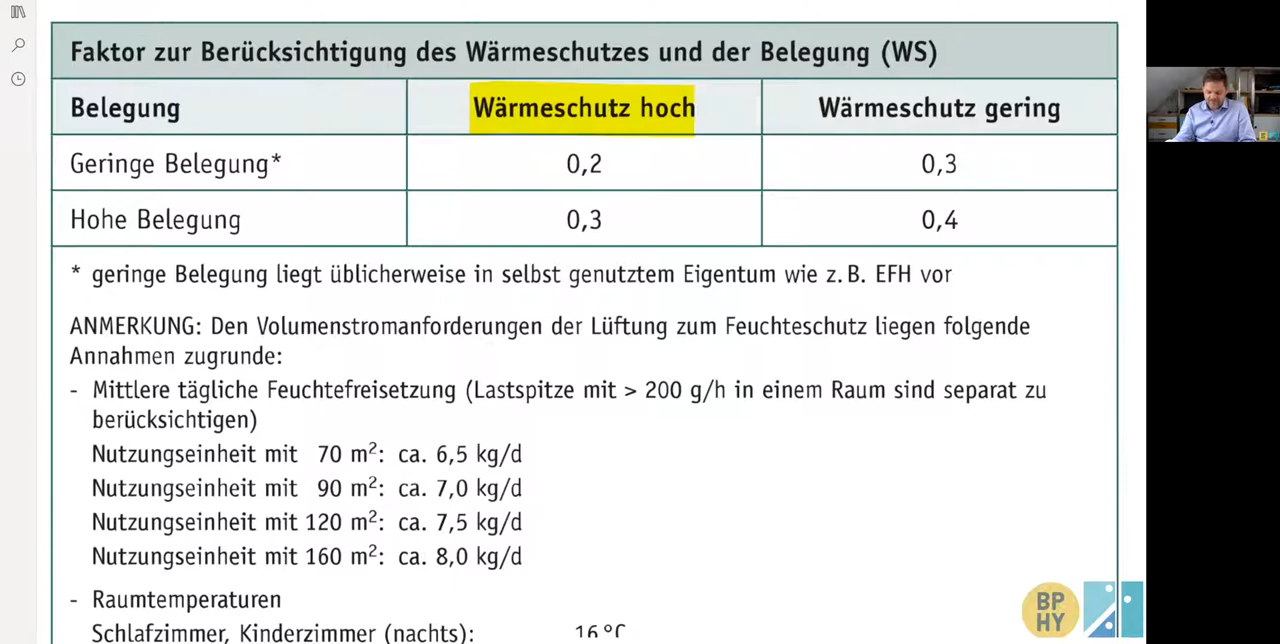 Faktor zur Berücksichtigung des Wärmeschutzes und der Belegung (WS)
Belegung Wärmeschutz hoch Wärmeschutz gering
Geringe Belegung* 0,2 0,3
Hohe Belegung 0,3 0,4
* geringe Belegung liegt üblicherweise in selbst genutztem Eigentum wie z. B. EFH vor
ANMERKUNG: Den Volumenstromanforderungen der Lüftung zum Feuchteschutz liegen folgende
Annahmen zugrunde:
- Mittlere tägliche Feuchtefreisetzung (Lastspitze mit > 200 g/h in einem Raum sind separat zu
berücksichtigen)
Nutzungseinheit mit 70 m²: ca. 6,5 kg/d
Nutzungseinheit mit 90 m²: ca. 7,0 kg/d
Nutzungseinheit mit 120 m²: ca. 7,5 kg/d
Nutzungseinheit mit 160 m²: ca. 8,0 kg/d
- Raumtemperaturen
Schlafzimmer, Kinderzimmer (nachts): 16 °C
BP
HY